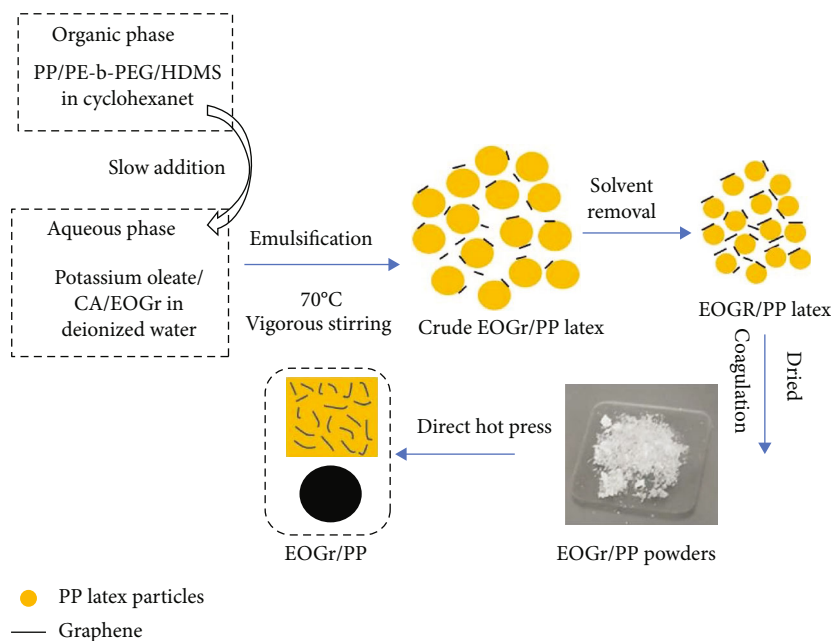 Organic phase
PP/PE-b-PEG/HDMS
in cyclohexanet
Slow addition
Aqueous phase
Potassium oleate/
CA/EOGr in
deionized water
Emulsification
70°C
Vigorous stirring
Crude EOGr/PP latex
Solvent
removal
EOGR/PP latex
Dried
Coagulation
EOGr/PP powders
Direct hot press
EOGr/PP
PP latex particles
Graphene